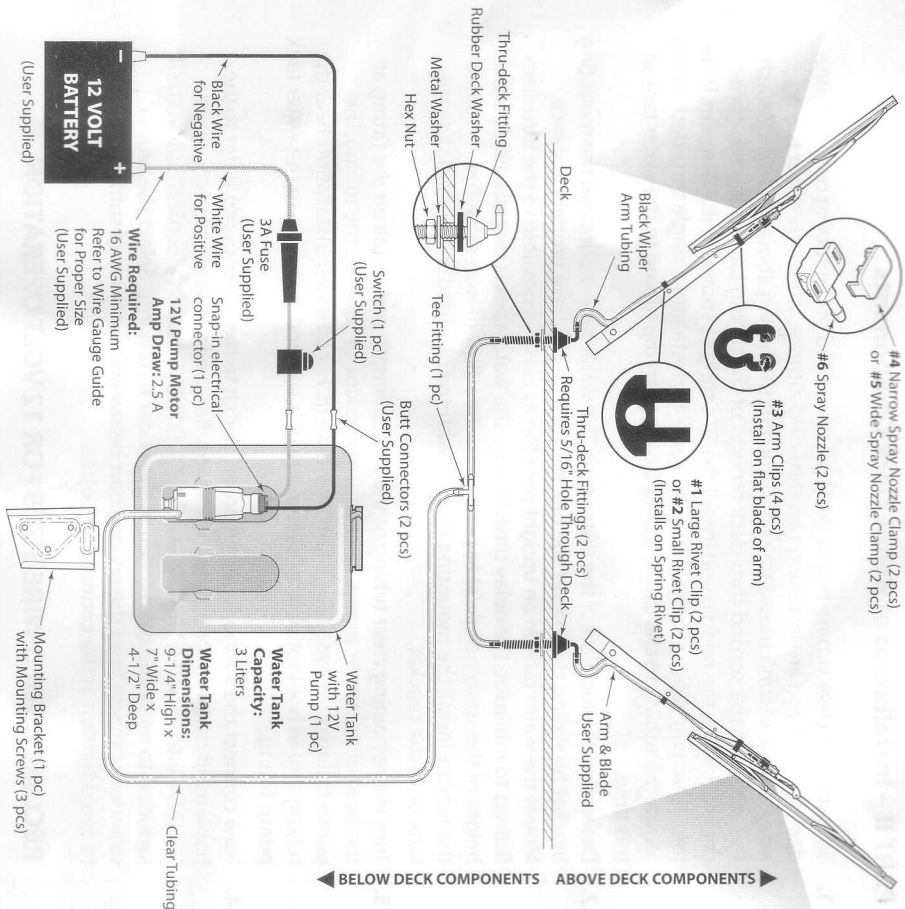 #4 Narrow Spray Nozzle Clamp (2 pcs)
or #5 Wide Spray Nozzle Clamp (2 pcs)
#6 Spray Nozzle (2 pcs)
#3 Arm Clips (4 pcs)
(Install on flat blade of arm)
#1 Large Rivet Clip (2 pcs)
or #2 Small Rivet Clip (2 pcs)
(Installs on Spring Rivet)
Thru-deck Fitting
Rubber Deck Washer
Metal Washer
Hex Nut
Black Wiper
Arm Tubing
Deck
Thru-deck Fittings (2 pcs)
Requires 5/16" Hole Through Deck
Arm & Blade
User Supplied
ABOVE DECK COMPONENTS
BELOW DECK COMPONENTS
Tee Fitting (1 pc)
Butt Connectors (2 pcs)
(User Supplied)
Switch (1 pc)
(User Supplied)
3A Fuse
(User Supplied)
Black Wire
for Negative
White Wire
for Positive
–
+
12 VOLT
BATTERY
(User Supplied)
Snap-in electrical
connector (1 pc)
12V Pump Motor
Amp Draw: 2.5 A
Wire Required:
16 AWG Minimum
Refer to Wire Gauge Guide
for Proper Size
(User Supplied)
Water Tank
with 12V
Pump (1 pc)
Water Tank
Capacity:
3 Liters
Water Tank
Dimensions:
9-1/4" High x
7" Wide x
4-1/2" Deep
Clear Tubing
Mounting Bracket (1 pc)
with Mounting Screws (3 pcs)